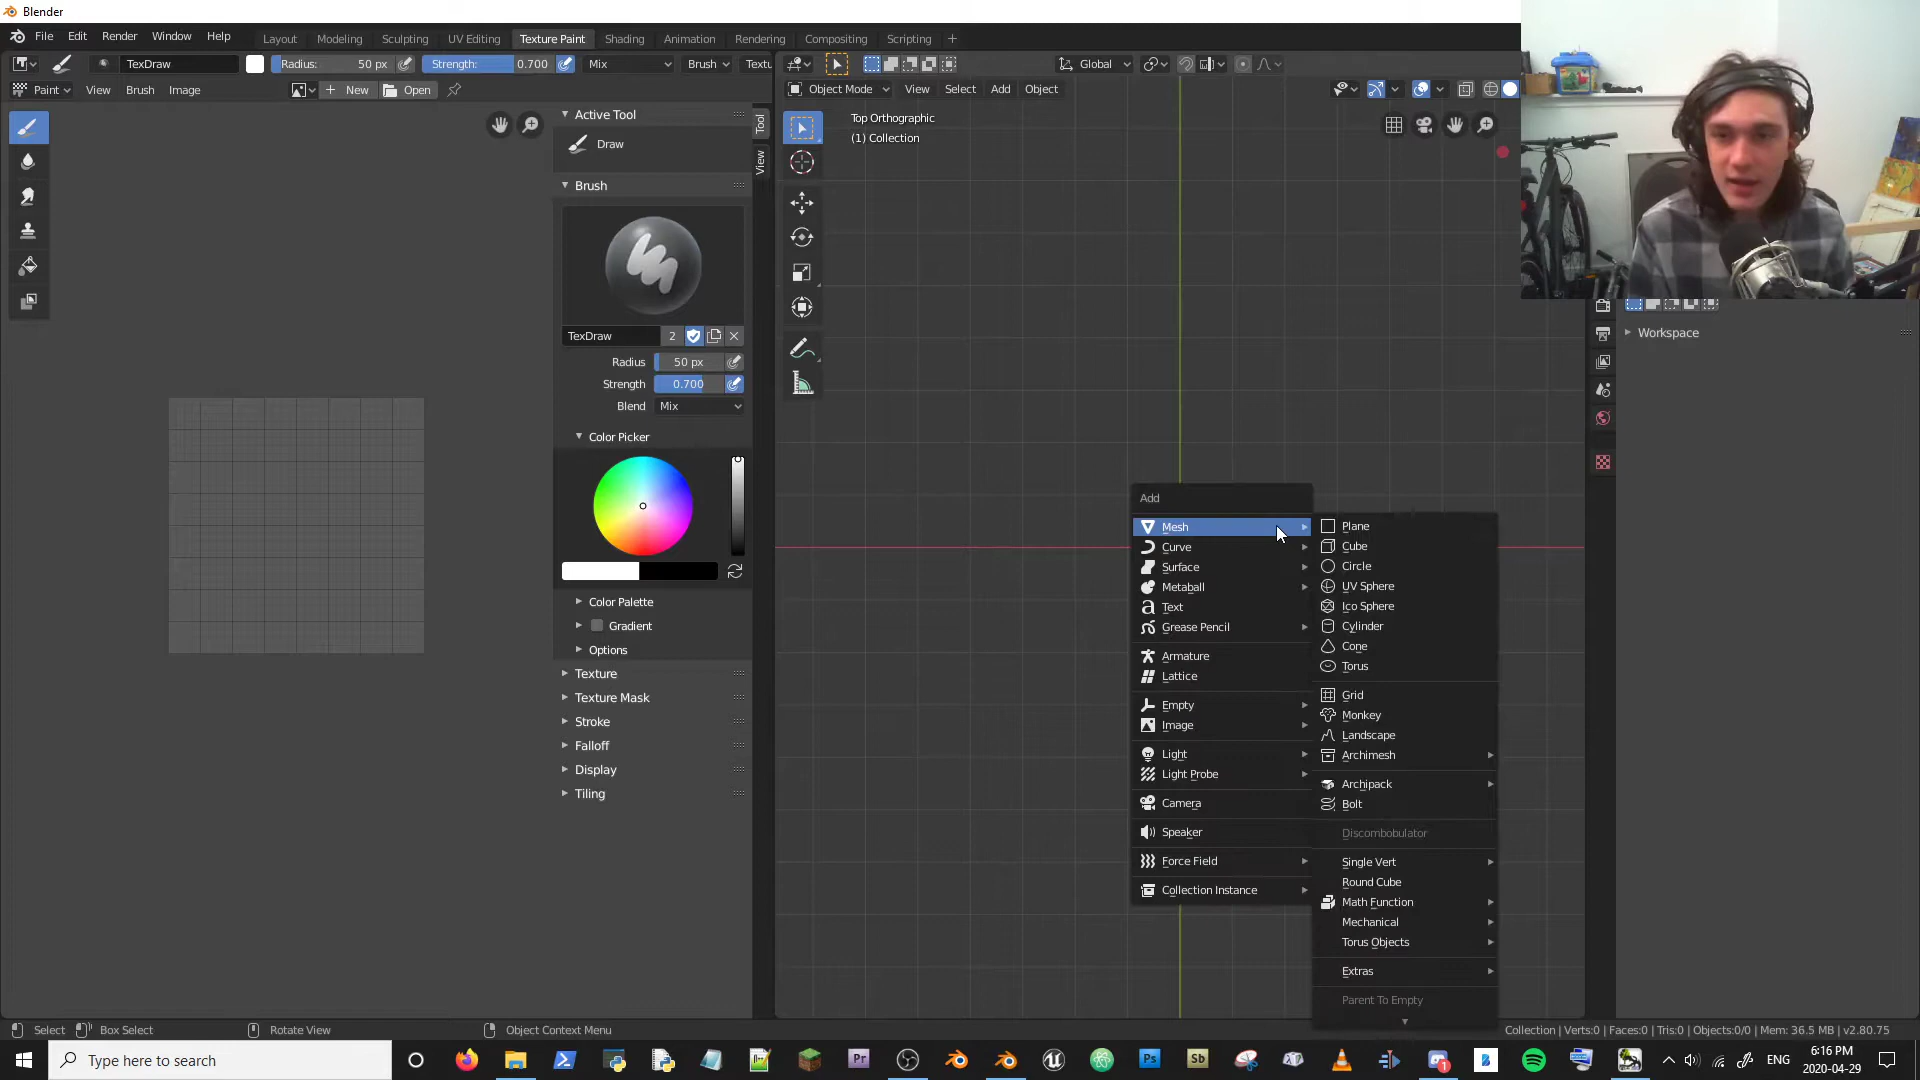 Blender
File Edit Render Window Help Layout Modeling Sculpting UV Editing Texture Paint Shading Animation Rendering Compositing Scripting +
TexDraw Radius: 50 px Strength: 0.700 Mix Brush Textu Global
Paint View Brush Image + New Open Object Mode View Select Add Object
Active Tool
Draw
Tool
View
Brush
TexDraw 2
Radius 50 px
Strength 0.700
Blend Mix
Color Picker
Color Palette
Gradient
Options
Texture
Texture Mask
Stroke
Falloff
Display
Tiling
Top Orthographic
(1) Collection
Add
Mesh
Curve
Surface
Metaball
Text
Grease Pencil
Armature
Lattice
Empty
Image
Light
Light Probe
Camera
Speaker
Force Field
Collection Instance
Plane
Cube
Circle
UV Sphere
Ico Sphere
Cylinder
Cone
Torus
Grid
Monkey
Landscape
Archimesh
Archipack
Bolt
Discombobulator
Single Vert
Round Cube
Math Function
Mechanical
Torus Objects
Extras
Parent To Empty
Workspace
Select Box Select Rotate View Object Context Menu Collection | Verts:0 | Faces:0 | Tris:0 | Objects:0/0 | Mem: 36.5 MB | v2.80.75
Type here to search Pr Ps Sb 1 B ENG 6:16 PM
2020-04-29